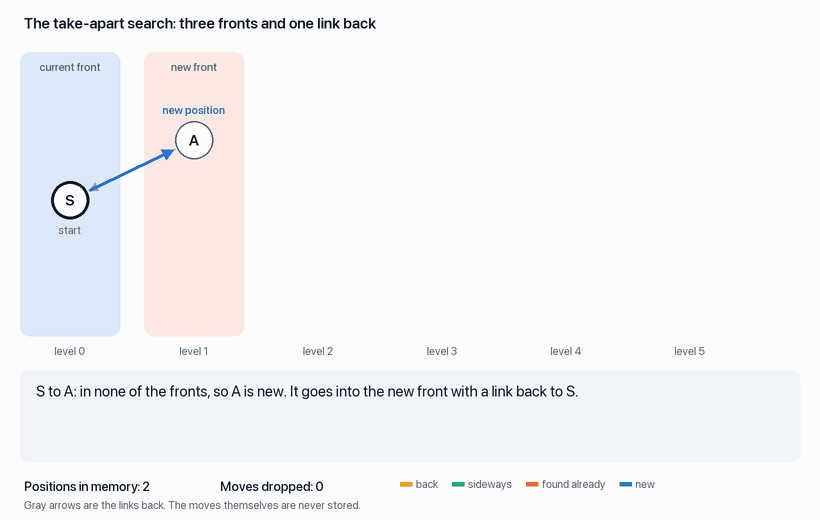 The take-apart search: three fronts and one link back
current front
new front
new position
A
S
start
level 0
level 1
level 2
level 3
level 4
level 5
S to A: in none of the fronts, so A is new. It goes into the new front with a link back to S.
Positions in memory: 2
Moves dropped: 0
back
sideways
found already
new
Gray arrows are the links back. The moves themselves are never stored.